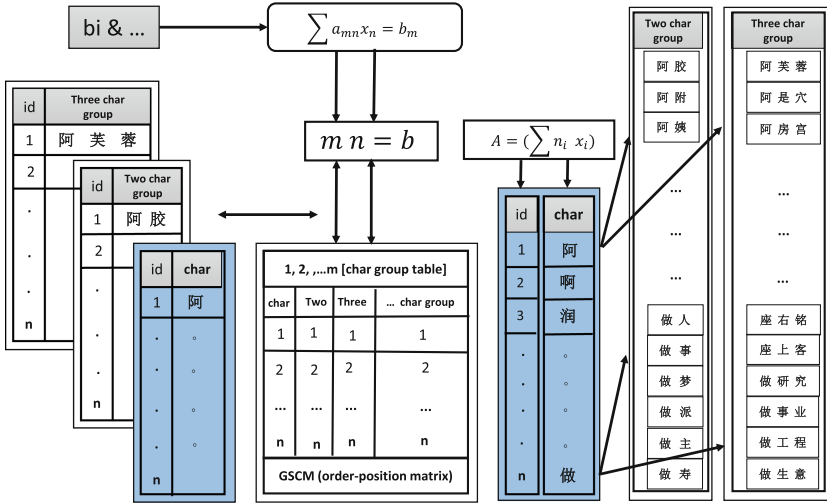 bi & ...
∑ aₘₙxₙ = bₘ
m n = b
A = (∑ nᵢ xᵢ)
id
Three char group
1
阿 芙 蓉
2
.
.
.
n
id
Two char group
1
阿 胶
2
.
.
.
n
id
char
1
阿
.
。
.
。
.
。
.
。
n
1, 2, ,...m [char group table]
char
Two
Three
... char group
1
1
1
1
2
2
2
2
...
...
...
...
n
n
n
n
GSCM (order-position matrix)
id
char
1
阿
2
啊
3
润
.
。
.
。
.
。
.
。
n
做
Two char
group
阿 胶
阿 附
阿 姨
...
...
...
做 人
做 事
做 梦
做 派
做 主
做 寿
Three char
group
阿 芙 蓉
阿 是 穴
阿 房 宫
...
...
...
座 右 铭
座 上 客
做 研 究
做 事 业
做 工 程
做 生 意